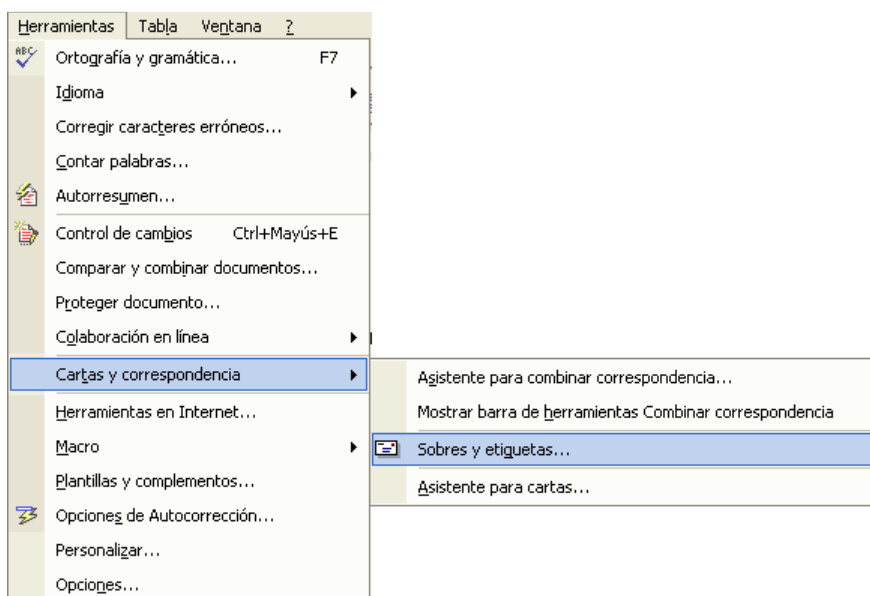 Herramientas Tabla Ventana ?
ABC Ortografía y gramática... F7
Idioma
Corregir caracteres erróneos...
Contar palabras...
Autorresumen...
Control de cambios Ctrl+Mayús+E
Comparar y combinar documentos...
Proteger documento...
Colaboración en línea
Cartas y correspondencia
Asistente para combinar correspondencia...
Herramientas en Internet...
Mostrar barra de herramientas Combinar correspondencia
Macro
Sobres y etiquetas...
Plantillas y complementos...
Asistente para cartas...
Opciones de Autocorrección...
Personalizar...
Opciones...